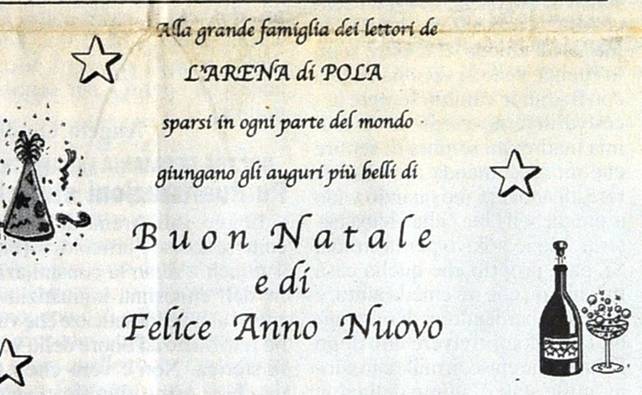 Alla grande famiglia dei lettori de
L'ARENA di POLA
sparsi in ogni parte del mondo
giungano gli auguri più belli di
Buon Natale
e di
Felice Anno Nuovo